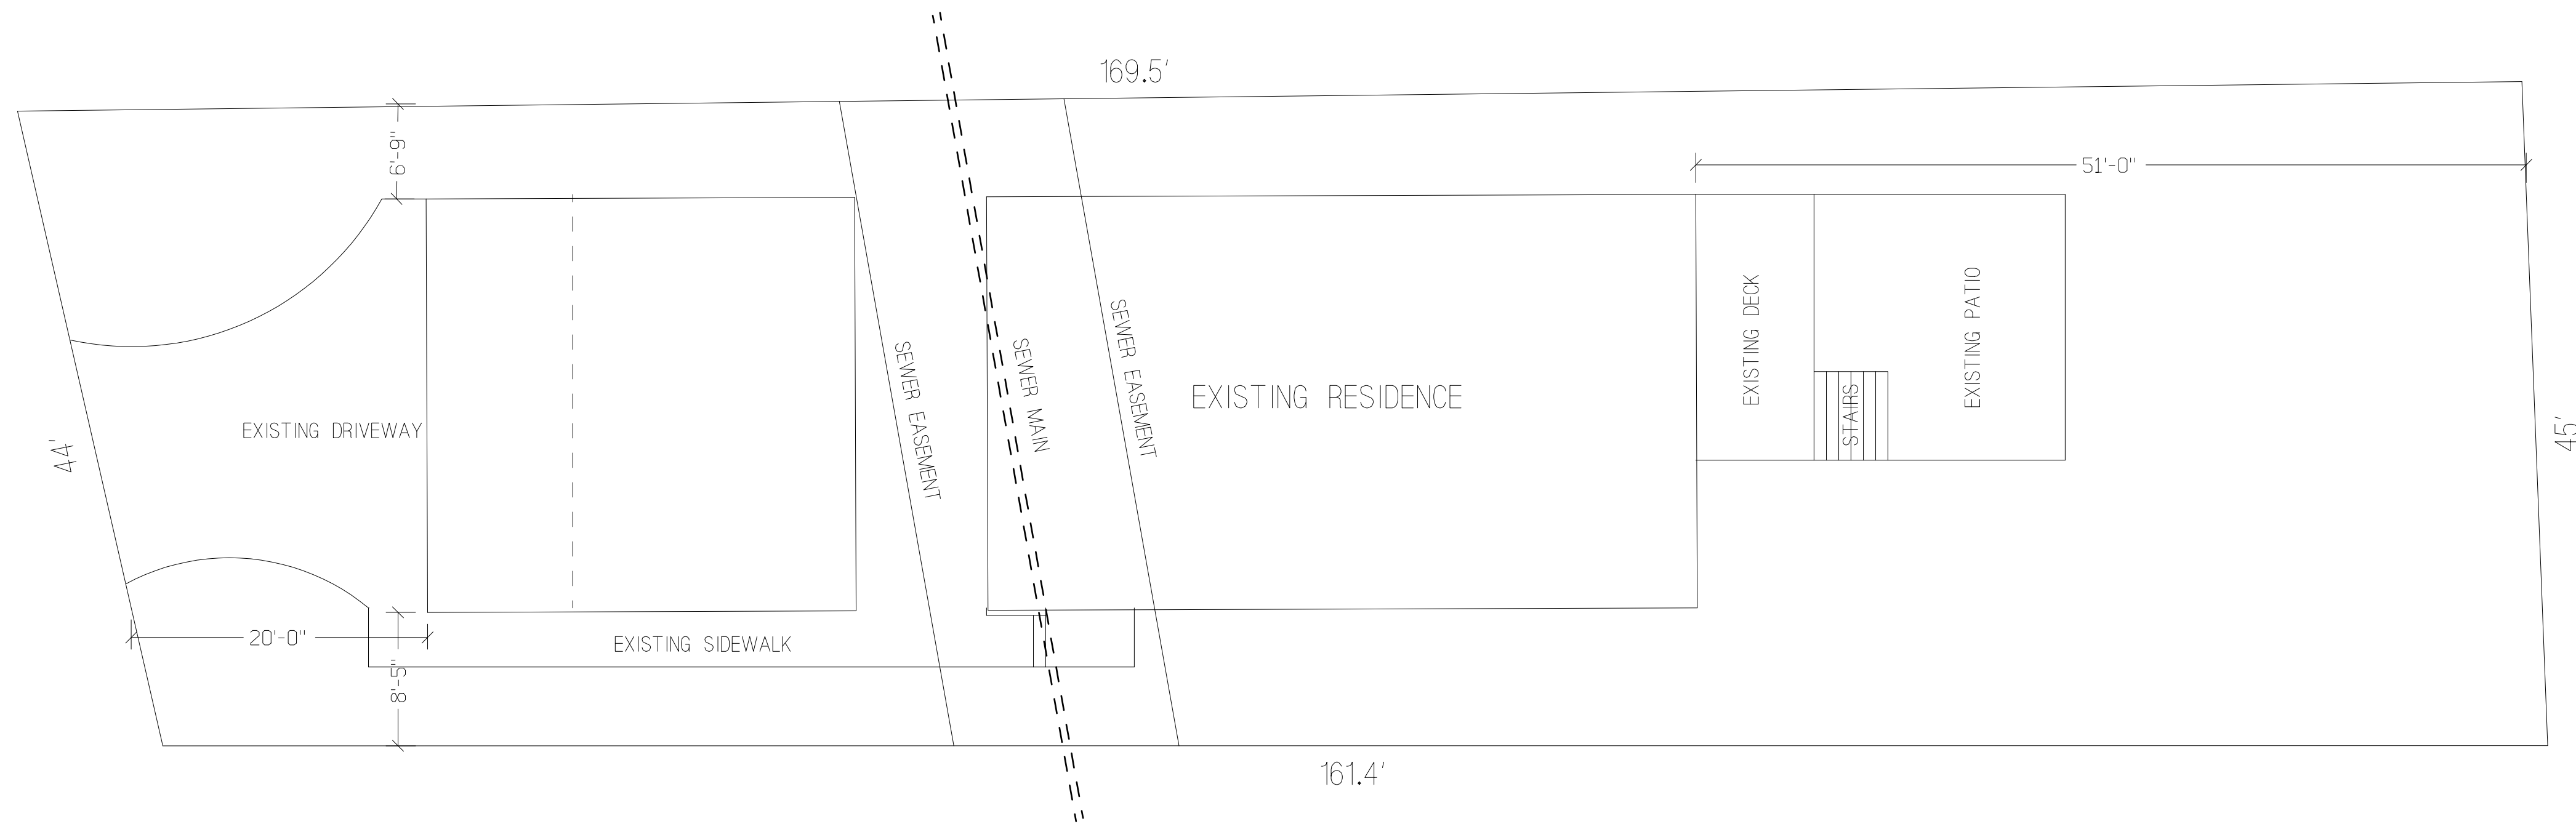 169.5'
6'-9"
51'-0"
EXISTING DECK
EXISTING PATIO
STAIRS
SEWER EASEMENT
SEWER MAIN
SEWER EASEMENT
EXISTING RESIDENCE
EXISTING DRIVEWAY
44'
45'
20'-0"
EXISTING SIDEWALK
8'-5"
161.4'